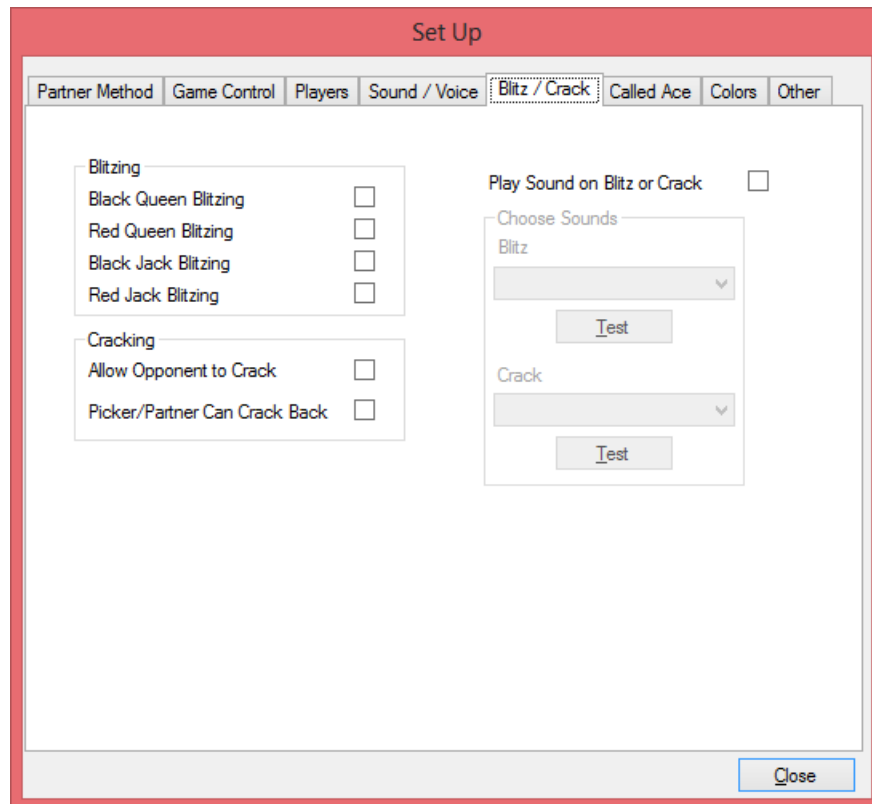 Set Up
Partner Method Game Control Players Sound / Voice Blitz / Crack Called Ace Colors Other
Blitzing
Black Queen Blitzing
Red Queen Blitzing
Black Jack Blitzing
Red Jack Blitzing
Cracking
Allow Opponent to Crack
Picker/Partner Can Crack Back
Play Sound on Blitz or Crack
Choose Sounds
Blitz
Test
Crack
Test
Close